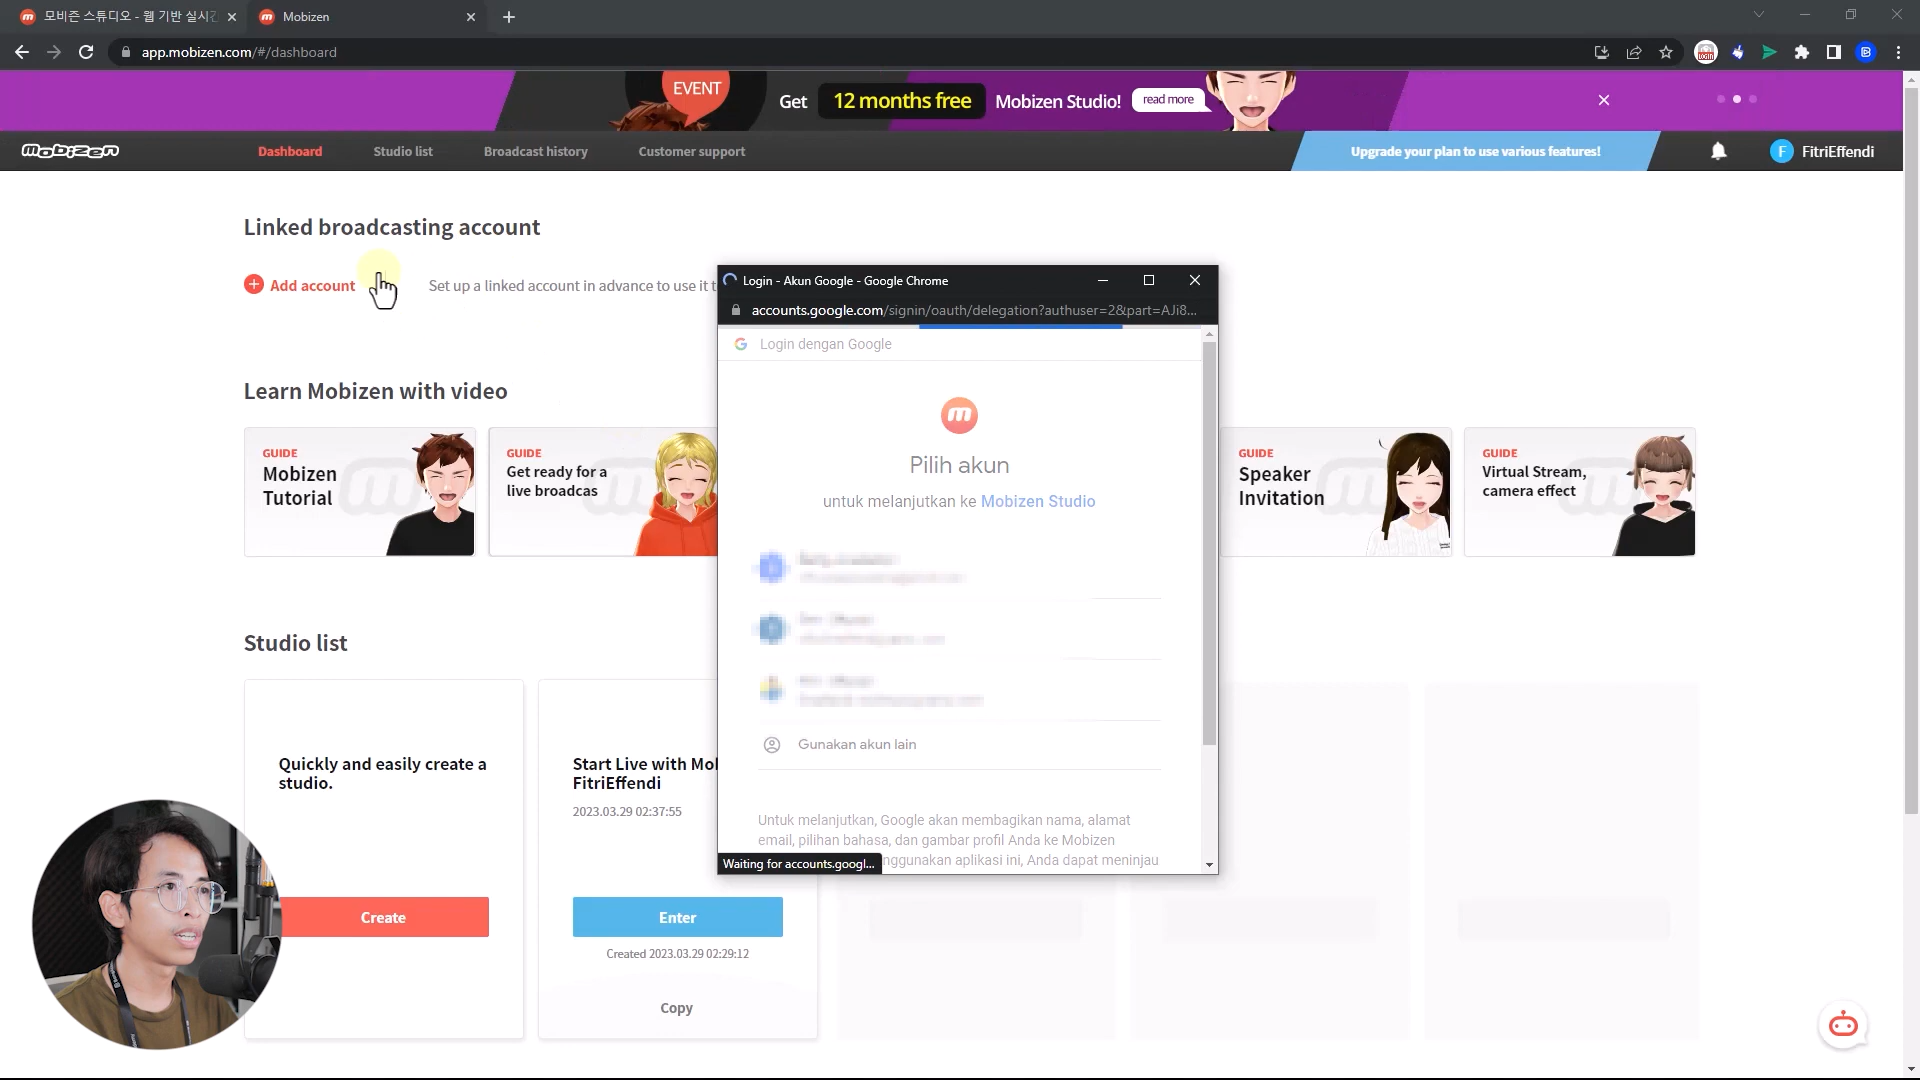 모비즌 스튜디오 - 웹 기반 실시간
Mobizen
app.mobizen.com/#/dashboard
EVENT
Get 12 months free Mobizen Studio! read more
mobizen
Dashboard
Studio list
Broadcast history
Customer support
Upgrade your plan to use various features!
F
FitriEffendi
Linked broadcasting account
Add account
Set up a linked account in advance to use it t
Login - Akun Google - Google Chrome
accounts.google.com/signin/oauth/delegation?authuser=2&part=AJi8...
Login dengan Google
Pilih akun
untuk melanjutkan ke Mobizen Studio
Gunakan akun lain
Untuk melanjutkan, Google akan membagikan nama, alamat
email, pilihan bahasa, dan gambar profil Anda ke Mobizen
nggunakan aplikasi ini, Anda dapat meninjau
Waiting for accounts.googl...
Learn Mobizen with video
GUIDE
Mobizen
Tutorial
GUIDE
Get ready for a
live broadcas
GUIDE
Speaker
Invitation
GUIDE
Virtual Stream,
camera effect
Studio list
Quickly and easily create a
studio.
Create
Start Live with Mo
FitriEffendi
2023.03.29 02:37:55
Enter
Created 2023.03.29 02:29:12
Copy